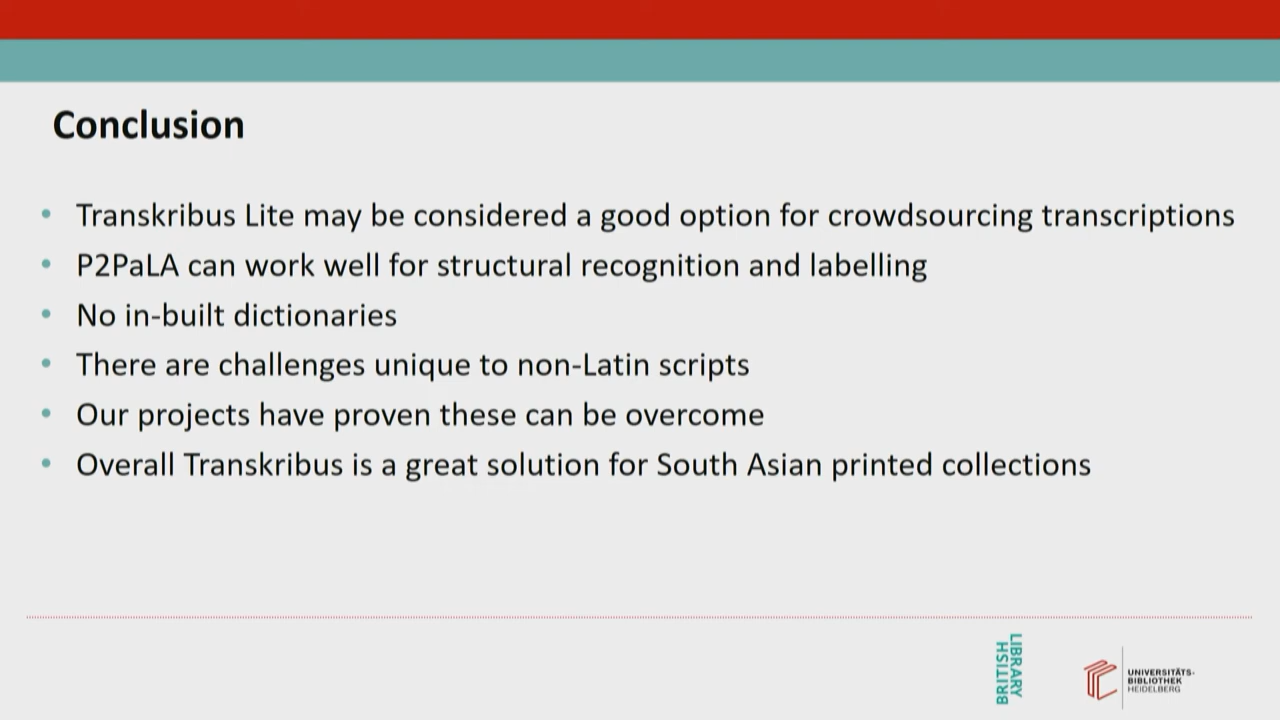 Conclusion
• Transkribus Lite may be considered a good option for crowdsourcing transcriptions
• P2PaLA can work well for structural recognition and labelling
• No in-built dictionaries
• There are challenges unique to non-Latin scripts
• Our projects have proven these can be overcome
• Overall Transkribus is a great solution for South Asian printed collections
BRITISH
LIBRARY
UNIVERSITÄTS-
BIBLIOTHEK
HEIDELBERG